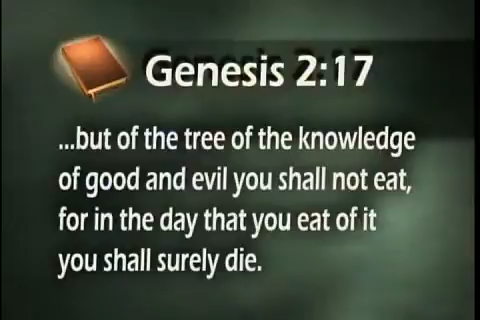 Genesis 2:17
...but of the tree of the knowledge
of good and evil you shall not eat,
for in the day that you eat of it
you shall surely die.